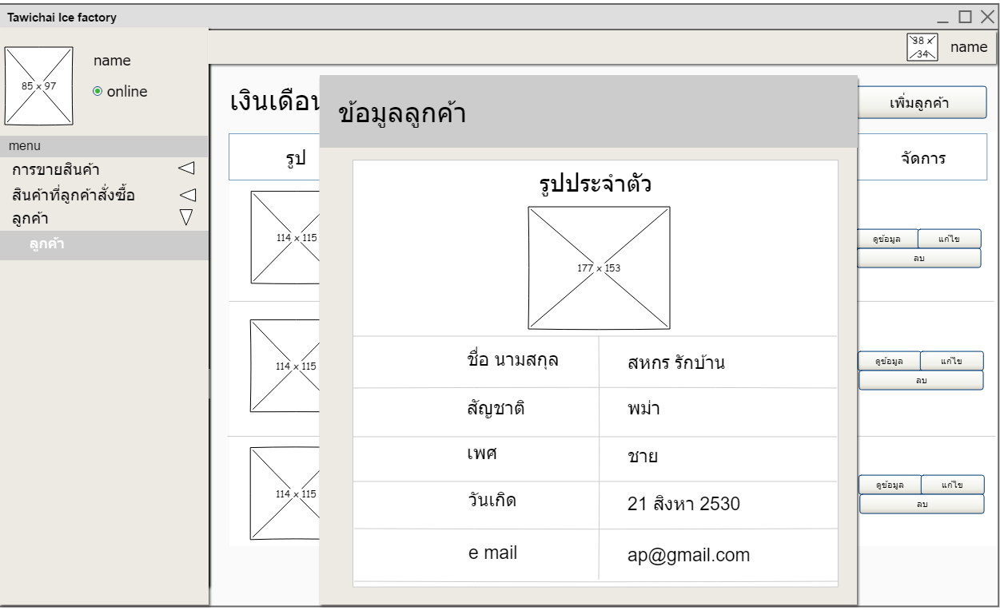 Tawichai Ice factory
38 x 34
name
85 x 97
name
online
menu
การขายสินค้า
สินค้าที่ลูกค้าสั่งซื้อ
ลูกค้า
ลูกค้า
เงินเดือน
เพิ่มลูกค้า
รูป
จัดการ
114 x 115
ดูข้อมูล
แก้ไข
ลบ
114 x 115
ดูข้อมูล
แก้ไข
ลบ
114 x 115
ดูข้อมูล
แก้ไข
ลบ
ข้อมูลลูกค้า
รูปประจำตัว
177 x 153
ชื่อ นามสกุล
สหกร รักบ้าน
สัญชาติ
พม่า
เพศ
ชาย
วันเกิด
21 สิงหา 2530
e mail
ap@gmail.com